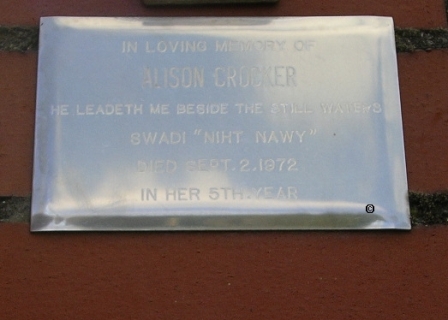 IN LOVING MEMORY OF
ALISON CROOKER
HE LEADETH ME BESIDE THE STILL WATERS
SWADI "NIHT NAWY"
DIED SEPT. 2. 1972
IN HER 5TH. YEAR
©